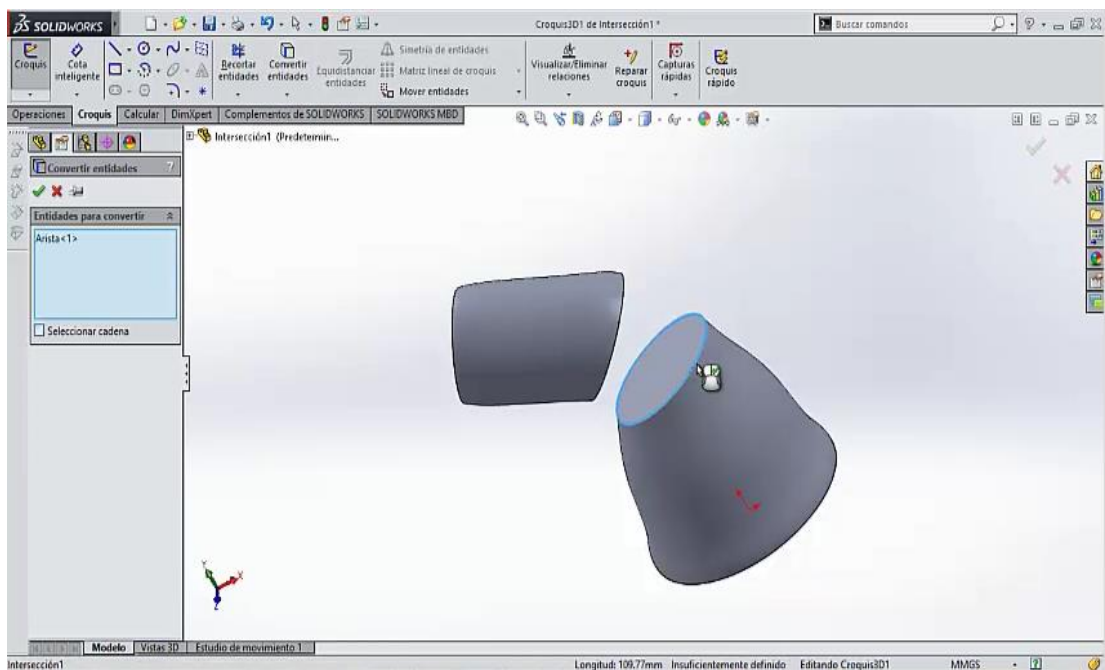 SOLIDWORKS
Croquis3D1 de Intersección1 *
Buscar comandos
Croquis
Cota inteligente
Recortar entidades
Convertir entidades
Equidistanciar entidades
Simetría de entidades
Matriz lineal de croquis
Mover entidades
Visualizar/Eliminar relaciones
Reparar croquis
Capturas rápidas
Croquis rápido
Operaciones Croquis Calcular DimXpert Complementos de SOLIDWORKS SOLIDWORKS MBD
Intersección1 (Predetermin...
Convertir entidades
?
Entidades para convertir
Arista<1>
Seleccionar cadena
Y
X
Z
Modelo Vistas 3D Estudio de movimiento 1
Intersección1 Longitud: 109.77mm Insuficientemente definido Editando Croquis3D1 MMGS